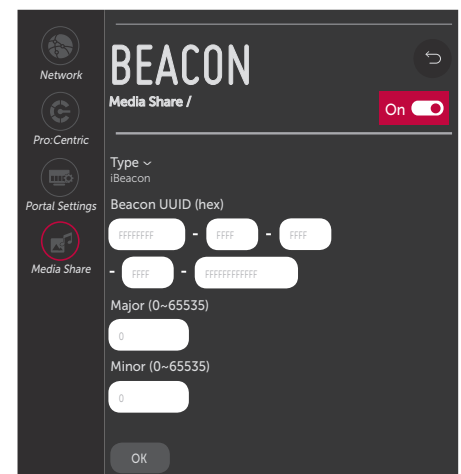 Network
Pro:Centric
Portal Settings
Media Share
BEACON
Media Share /
On
Type
iBeacon
Beacon UUID (hex)
FFFFFFFF - FFFF - FFFF
- FFFF - FFFFFFFFFFFF
Major (0~65535)
0
Minor (0~65535)
0
OK